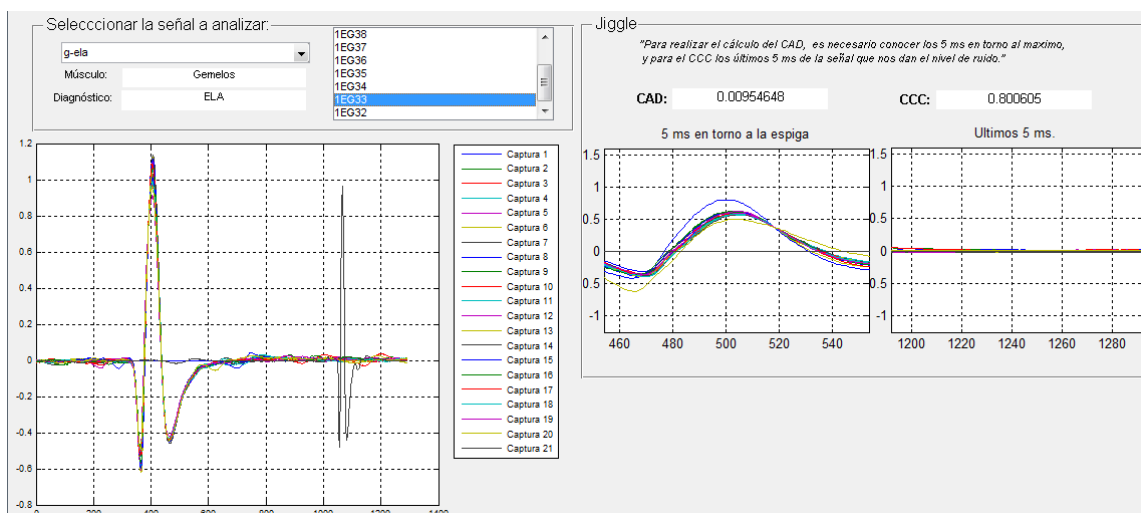 Selecccionar la señal a analizar:
g-ela
Músculo:
Gemelos
Diagnóstico:
ELA
1EG38
1EG37
1EG36
1EG35
1EG34
1EG33
1EG32
Jiggle
"Para realizar el cálculo del CAD, es necesario conocer los 5 ms en torno al maximo,
y para el CCC los últimos 5 ms de la señal que nos dan el nivel de ruido."
CAD:
0.00954648
CCC:
0.800605
1.2
1
0.8
0.6
0.4
0.2
0
-0.2
-0.4
-0.6
-0.8
0 200 400 600 800 1000 1200 1400
Captura 1
Captura 2
Captura 3
Captura 4
Captura 5
Captura 6
Captura 7
Captura 8
Captura 9
Captura 10
Captura 11
Captura 12
Captura 13
Captura 14
Captura 15
Captura 16
Captura 17
Captura 18
Captura 19
Captura 20
Captura 21
5 ms en torno a la espiga
1.5
1
0.5
0
0.5
-1
460 480 500 520 540
Ultimos 5 ms.
1.5
1
0.5
0
0.5
-1
1200 1220 1240 1260 1280